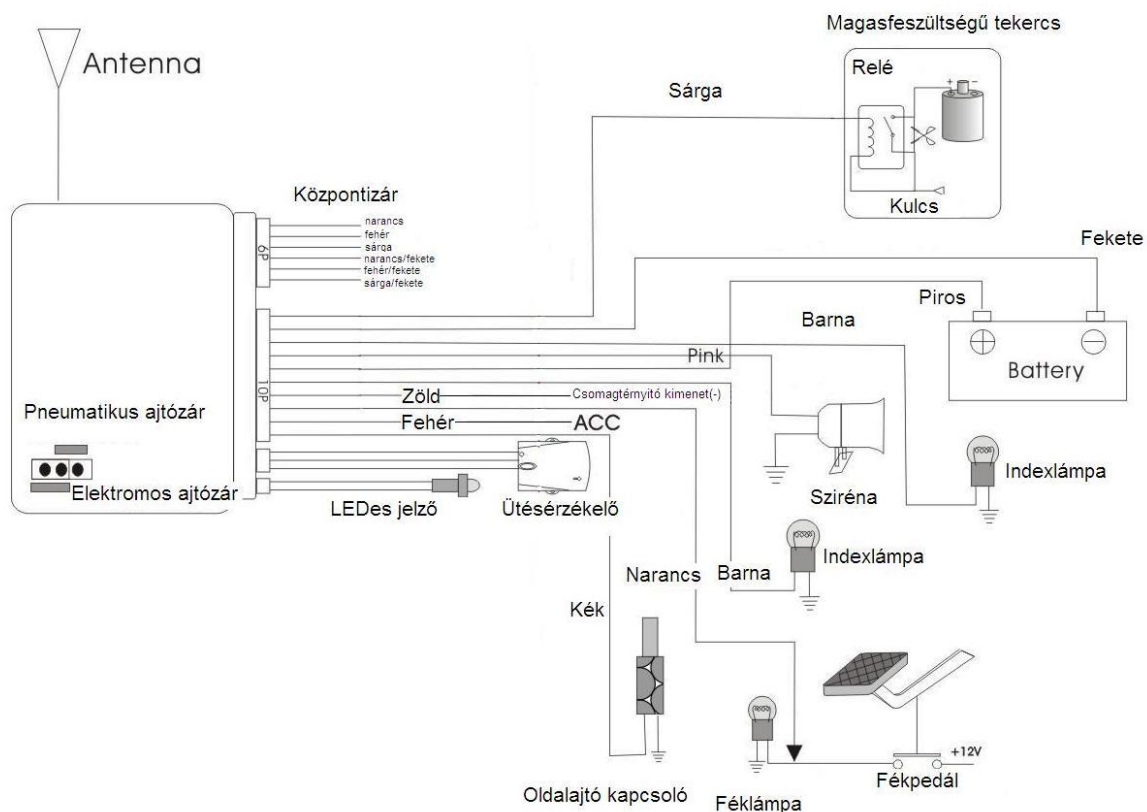 Magasfeszültségű tekercs
Antenna
Relé
Sárga
+ -
Központizár
Kulcs
narancs
fehér
sárga
narancs/fekete
fehér/fekete
sárga/fekete
6P
Fekete
Piros
Barna
Pink
Battery
10P
Zöld
Csomagtérnyitó kimenet(-)
Pneumatikus ajtózár
Fehér
ACC
Elektromos ajtózár
LEDes jelző
Ütésérzékelő
Sziréna
Indexlámpa
Indexlámpa
Narancs
Barna
Kék
+12V
Fékpedál
Oldalajtó kapcsoló
Féklámpa